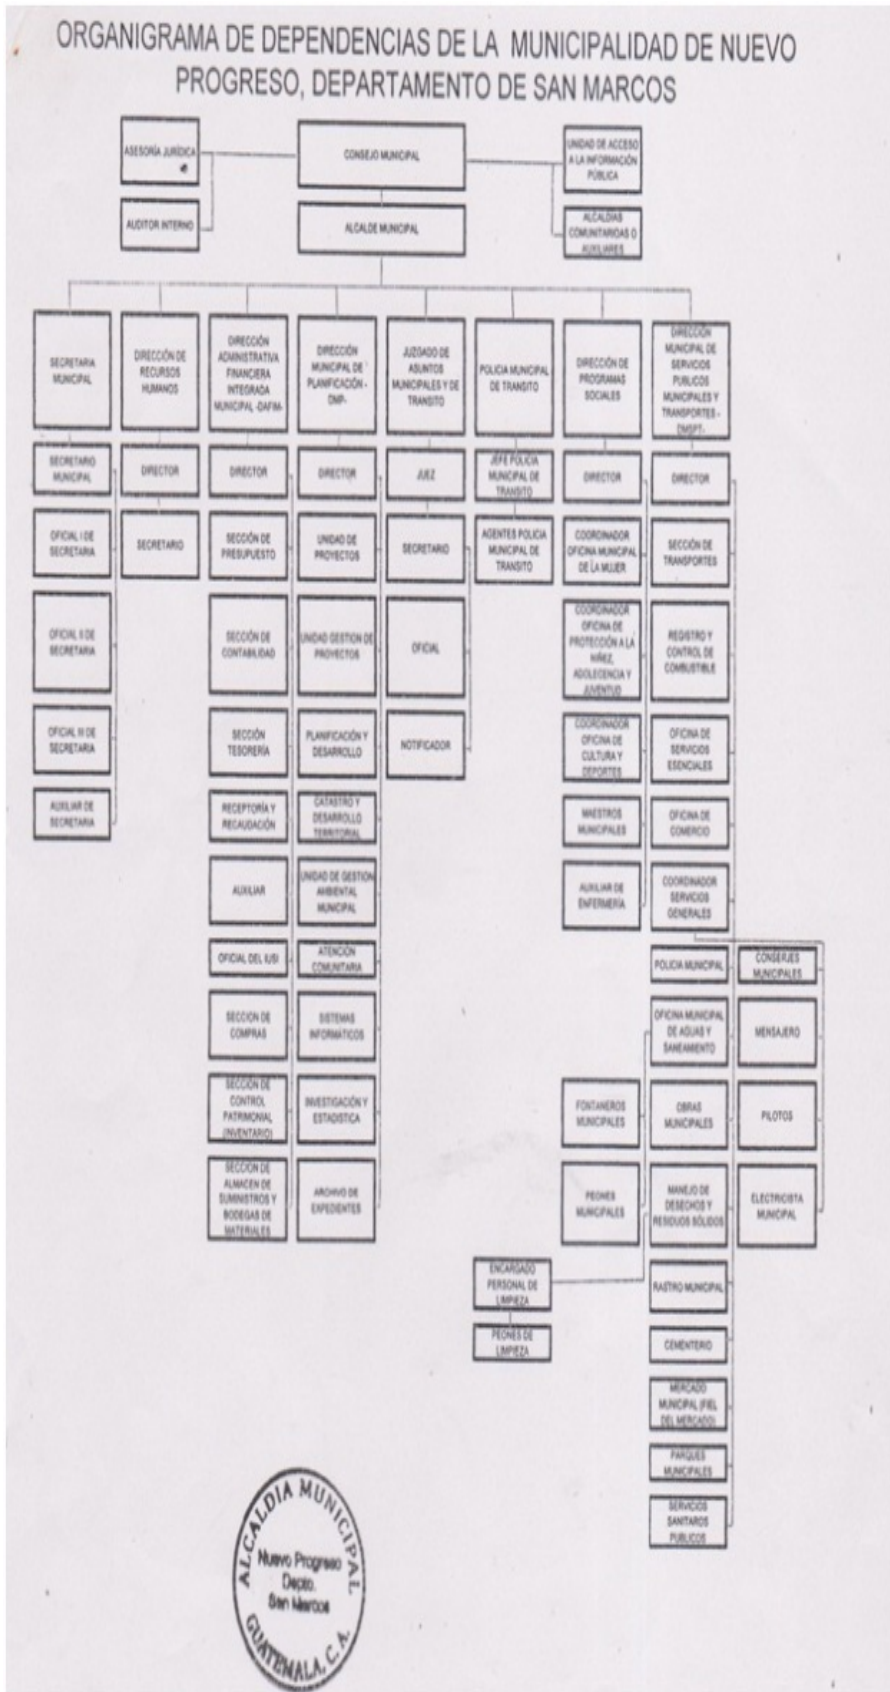 ORGANIGRAMA DE DEPENDENCIAS DE LA MUNICIPALIDAD DE NUEVO
PROGRESO, DEPARTAMENTO DE SAN MARCOS
ASESORÍA JURÍDICA
CONSEJO MUNICIPAL
UNIDAD DE ACCESO
A LA INFORMACIÓN
PÚBLICA
AUDITOR INTERNO
ALCALDE MUNICIPAL
ALCALDIAS
COMUNITARIOAS O
AUXILIARES
SECRETARIA
MUNICIPAL
DIRECCIÓN DE
RECURSOS
HUMANOS
DIRECCIÓN
ADMINISTRATIVA
FINANCIERA
INTEGRADA
MUNICIPAL -DAFIM-
DIRECCIÓN
MUNICIPAL DE
PLANIFICACIÓN -
DMP-
JUZGADO DE
ASUNTOS
MUNICIPALES Y DE
TRANSITO
POLICIA MUNICIPAL
DE TRANSITO
DIRECCIÓN DE
PROGRAMAS
SOCIALES
DIRECCIÓN
MUNICIPAL DE
SERVICIOS
PUBLICOS
MUNICIPALES Y
TRANSPORTES -
DMSPT-
SECRETARIO
MUNICIPAL
DIRECTOR
DIRECTOR
DIRECTOR
JUEZ
JEFE POLICIA
MUNICIPAL DE
TRANSITO
DIRECTOR
DIRECTOR
OFICIAL I DE
SECRETARIA
SECRETARIO
SECCIÓN DE
PRESUPUESTO
UNIDAD DE
PROYECTOS
SECRETARIO
AGENTES POLICIA
MUNICIPAL DE
TRANSITO
COORDINADOR
OFICINA MUNICIPAL
DE LA MUJER
SECCIÓN DE
TRANSPORTES
OFICIAL II DE
SECRETARIA
SECCIÓN DE
CONTABILIDAD
UNIDAD GESTION DE
PROYECTOS
OFICIAL
COORDINADOR
OFICINA DE
PROTECCIÓN A LA
NIÑEZ,
ADOLECENCIA Y
JUVENTUD
REGISTRO Y
CONTROL DE
COMBUSTIBLE
OFICIAL III DE
SECRETARIA
SECCIÓN
TESORERÍA
PLANIFICACIÓN Y
DESARROLLO
NOTIFICADOR
COORDINADOR
OFICINA DE
CULTURA Y
DEPORTES
OFICINA DE
SERVICIOS
ESENCIALES
AUXILIAR DE
SECRETARIA
RECEPTORÍA Y
RECAUDACIÓN
CATASTRO Y
DESARROLLO
TERRITORIAL
MAESTROS
MUNICIPALES
OFICINA DE
COMERCIO
AUXILIAR
UNIDAD DE GESTION
AMBIENTAL
MUNICIPAL
AUXILIAR DE
ENFERMERÍA
COORDINADOR
SERVICIOS
GENERALES
OFICIAL DEL IUSI
ATENCIÓN
COMUNITARIA
POLICIA MUNICIPAL
CONSERJES
MUNICIPALES
SECCION DE
COMPRAS
SISTEMAS
INFORMÁTICOS
OFICINA MUNICIPAL
DE AGUAS Y
SANEAMIENTO
MENSAJERO
SECCIÓN DE
CONTROL
PATRIMONIAL
(INVENTARIO)
INVESTIGACIÓN Y
ESTADISTICA
FONTANEROS
MUNICIPALES
OBRAS
MUNICIPALES
PILOTOS
SECCION DE
ALMACEN DE
SUMINISTROS Y
BODEGAS DE
MATERIALES
ARCHIVO DE
EXPEDIENTES
PEONES
MUNICIPALES
MANEJO DE
DESECHOS Y
RESIDUOS SÓLIDOS
ELECTRICISTA
MUNICIPAL
ENCARGADO
PERSONAL DE
LIMPIEZA
RASTRO MUNICIPAL
PEONES DE
LIMPIEZA
CEMENTERIO
MERCADO
MUNICIPAL (FIEL
DEL MERCADO)
PARQUES
MUNICIPALES
SERVICIOS
SANITAROS
PUBLICOS
ALCALDIA MUNICIPAL
Nuevo Progreso
Depto.
San Marcos
GUATEMALA, C.A.